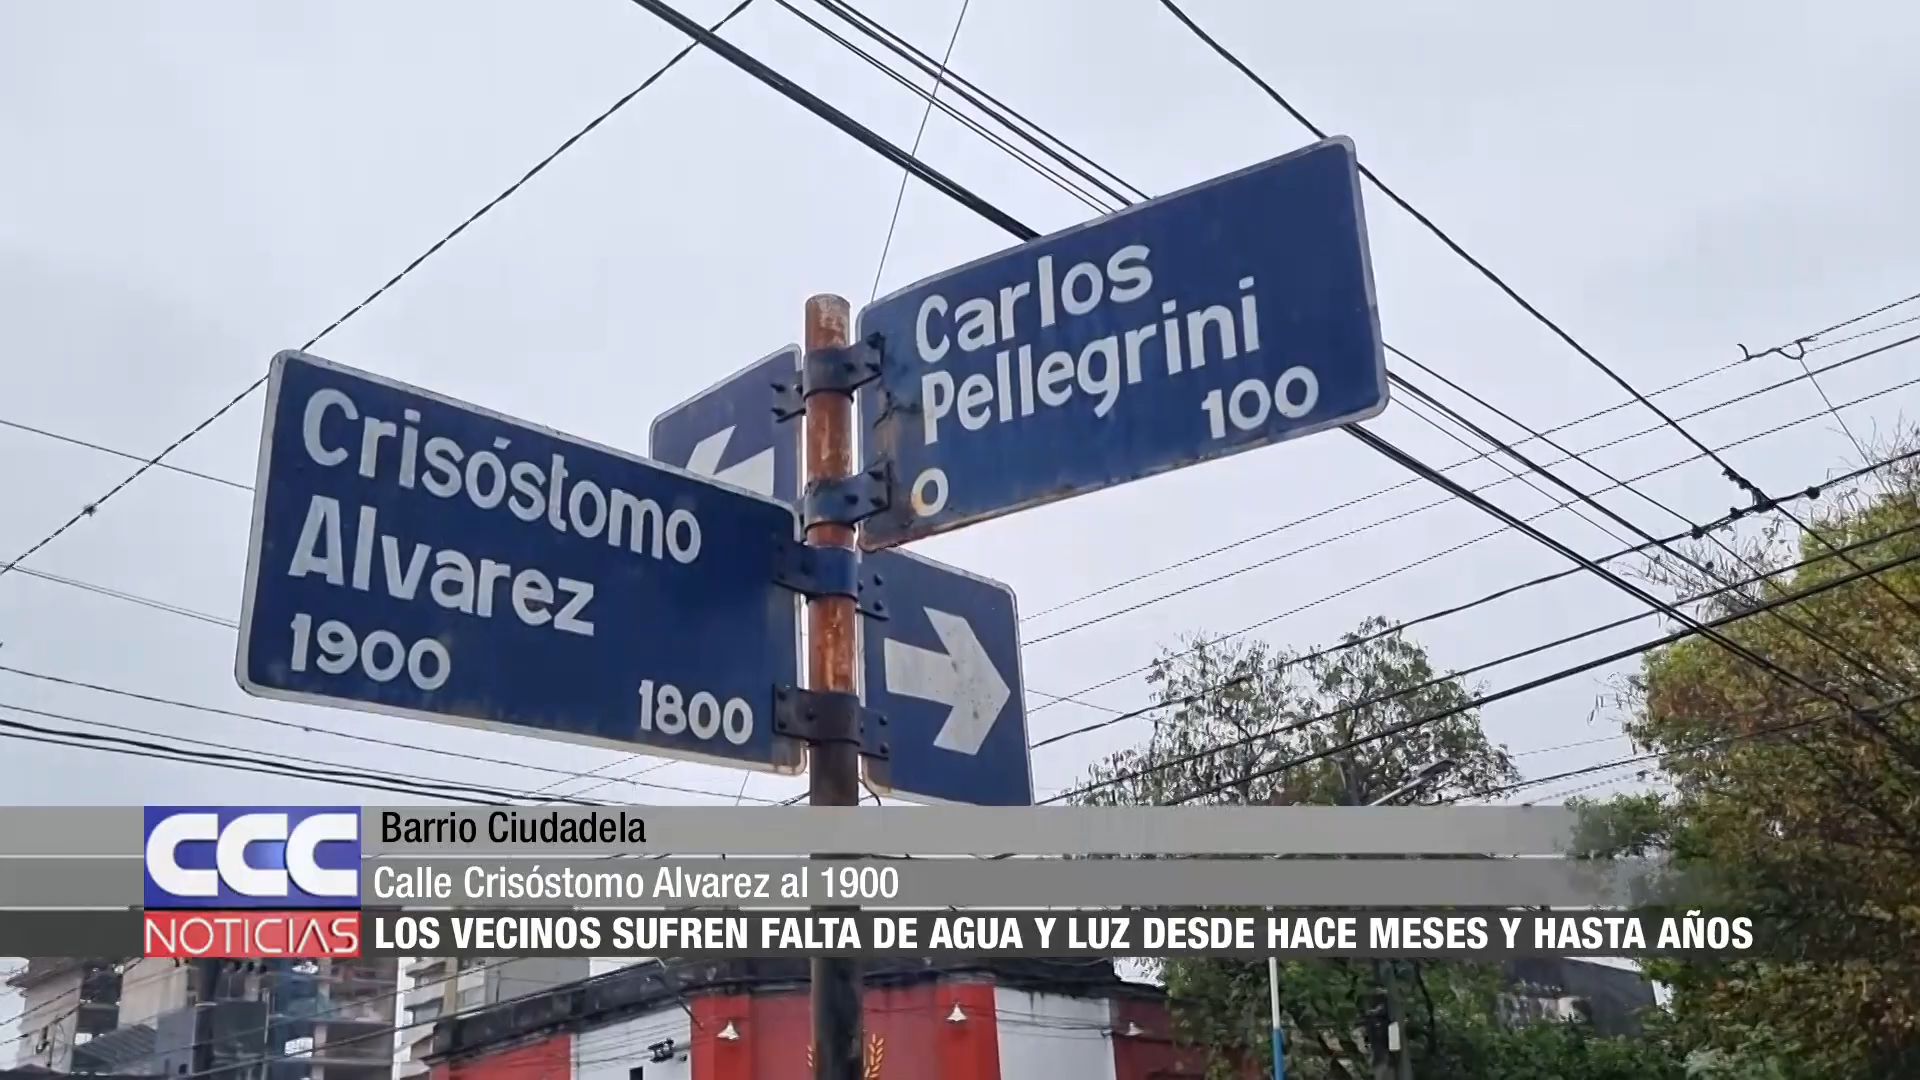 Carlos
Pellegrini
0 100
Crisóstomo
Alvarez
1900 1800
CCC
NOTICIAS
Barrio Ciudadela
Calle Crisóstomo Alvarez al 1900
LOS VECINOS SUFREN FALTA DE AGUA Y LUZ DESDE HACE MESES Y HASTA AÑOS